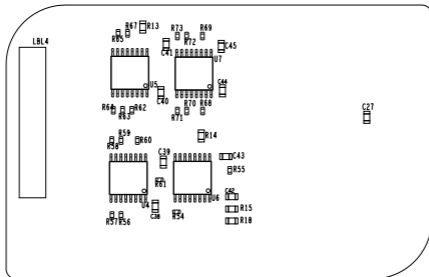 R67 R13 R73 R69
R65 R72
LBL4 C41 C45
U7
U5 C44
C40
R64 R62 R70 R68
R63 R71
R59 R14
R58 R60
C39 C43
R55
R61
C42
U4 U6
C38 R15
R57 R56 R54
R18
C27